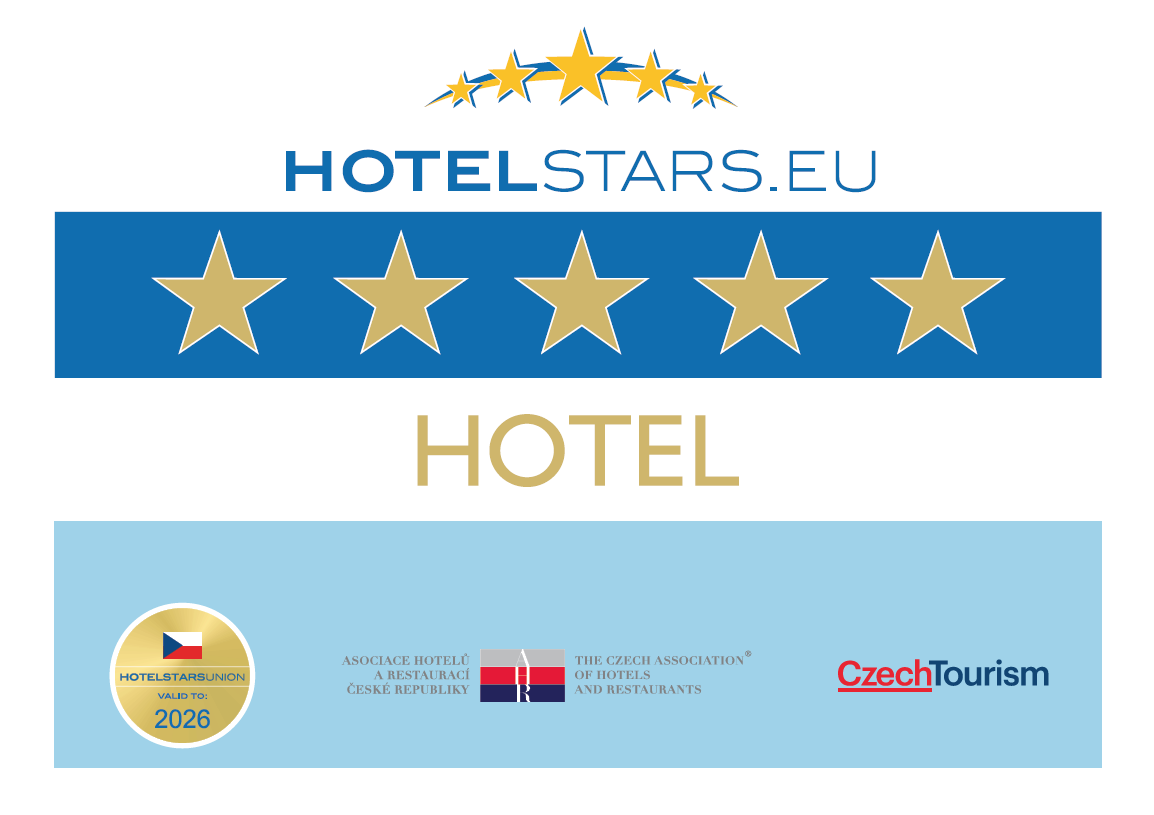 HOTELSTARS.EU
HOTEL
HOTELSTARSUNION
VALID TO:
2026
ASOCIACE HOTELŮ
A RESTAURACÍ
ČESKÉ REPUBLIKY
AHR
THE CZECH ASSOCIATION®
OF HOTELS
AND RESTAURANTS
CzechTourism